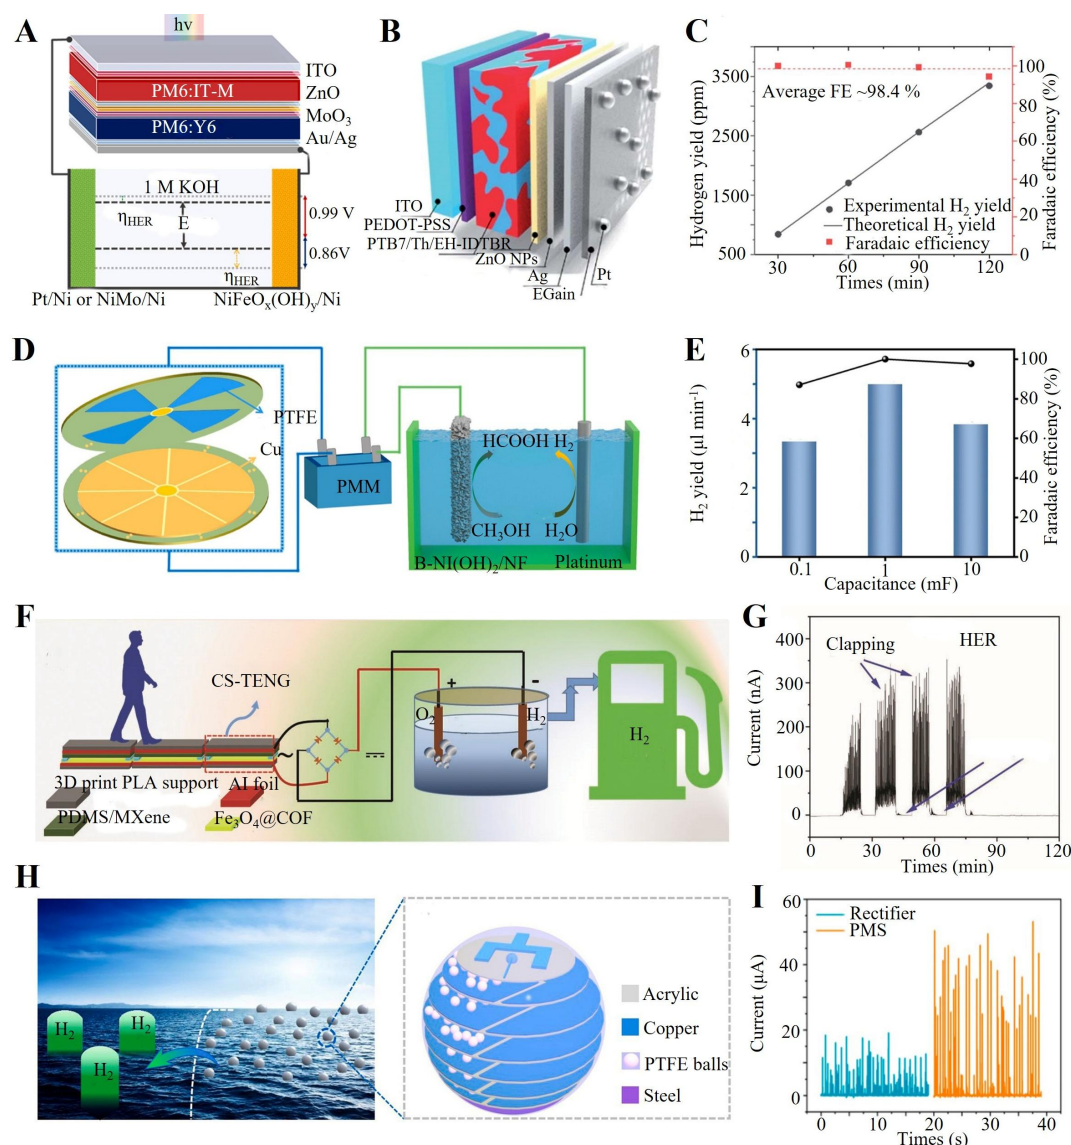 A
hv
ITO
PM6:IT-M
ZnO
MoO3
PM6:Y6
Au/Ag
1 M KOH
ηHER
E
0.99 V
0.86V
ηHER
Pt/Ni or NiMo/Ni
NiFeOx(OH)y/Ni
B
ITO
PEDOT-PSS
PTB7/Th/EH-IDTBR
ZnO NPs
Ag
EGain
Pt
C
Hydrogen yield (ppm)
3500
2500
1500
500
Average FE ~98.4 %
Experimental H2 yield
Theoretical H2 yield
Faradaic efficiency
100
80
60
40
20
0
Faradaic efficiency (%)
30 60 90 120
Times (min)
D
PTFE
Cu
PMM
HCOOH H2
CH3OH H2O
B-NI(OH)2/NF
Platinum
E
H2 yield (μl min-1)
6
4
2
0
100
80
60
40
20
0
Faradaic efficiency (%)
0.1 1 10
Capacitance (mF)
F
CS-TENG
3D print PLA support
Al foil
PDMS/MXene
Fe3O4@COF
+
-
O2
H2
H2
G
Current (nA)
400
300
200
100
0
Clapping
HER
0 30 60 90 120
Times (min)
H
H2
H2
H2
Acrylic
Copper
PTFE balls
Steel
I
Current (μA)
60
40
20
0
Rectifier
PMS
0 10 20 30 40
Times (s)